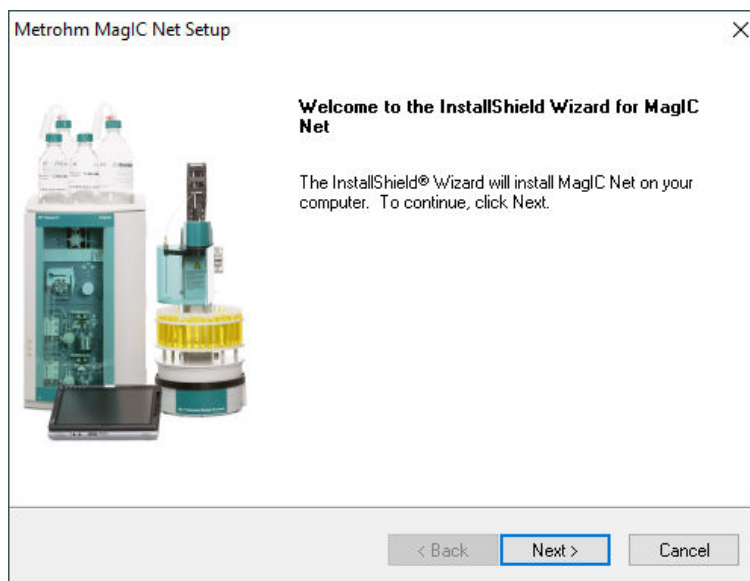 Metrohm MagIC Net Setup
Welcome to the InstallShield Wizard for MagIC
Net
The InstallShield® Wizard will install MagIC Net on your
computer. To continue, click Next.
< Back
Next >
Cancel